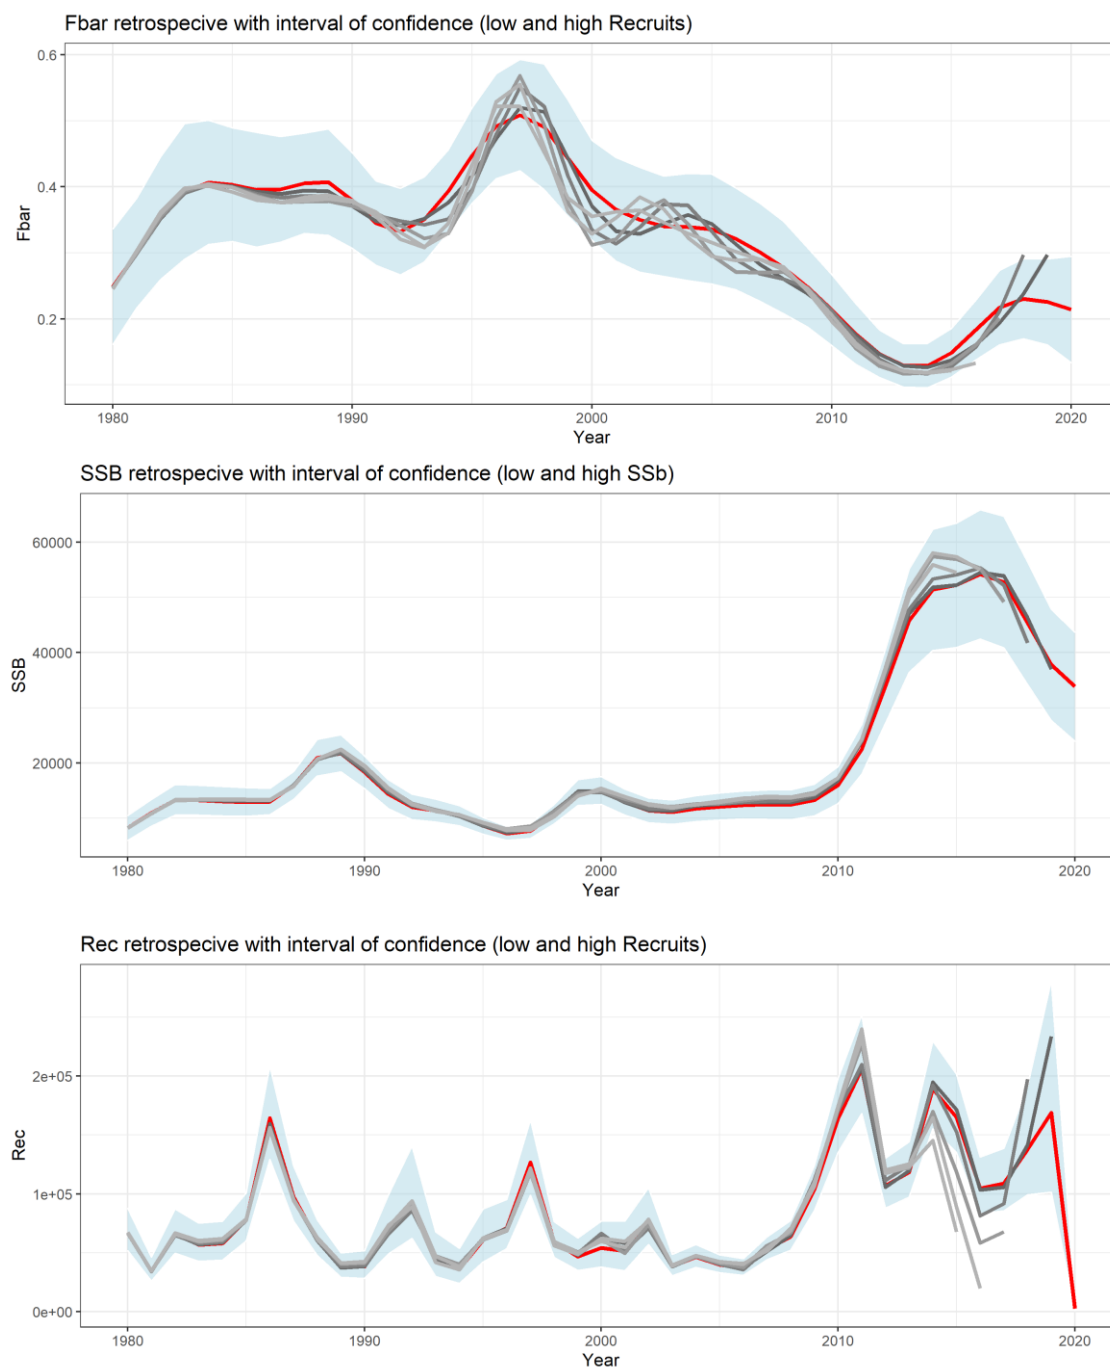 Fbar retrospecive with interval of confidence (low and high Recruits)
0.6
0.4
0.2
Fbar
1980
1990
2000
2010
2020
Year
SSB retrospecive with interval of confidence (low and high SSb)
60000
40000
20000
SSB
1980
1990
2000
2010
2020
Year
Rec retrospecive with interval of confidence (low and high Recruits)
2e+05
1e+05
0e+00
Rec
1980
1990
2000
2010
2020
Year